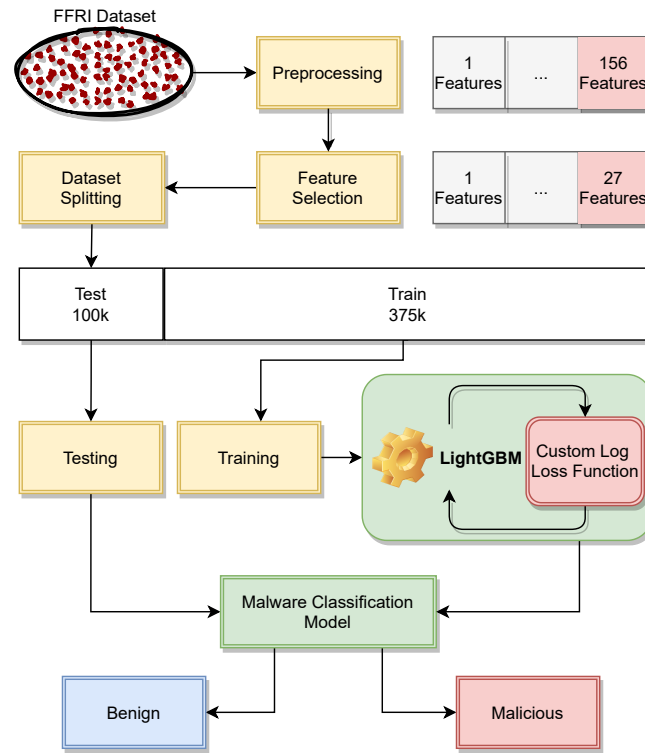 FFRI Dataset
Preprocessing
1
Features
...
156
Features
Dataset
Splitting
Feature
Selection
1
Features
...
27
Features
Test
100k
Train
375k
Testing
Training
LightGBM
Custom Log
Loss Function
Malware Classification
Model
Benign
Malicious